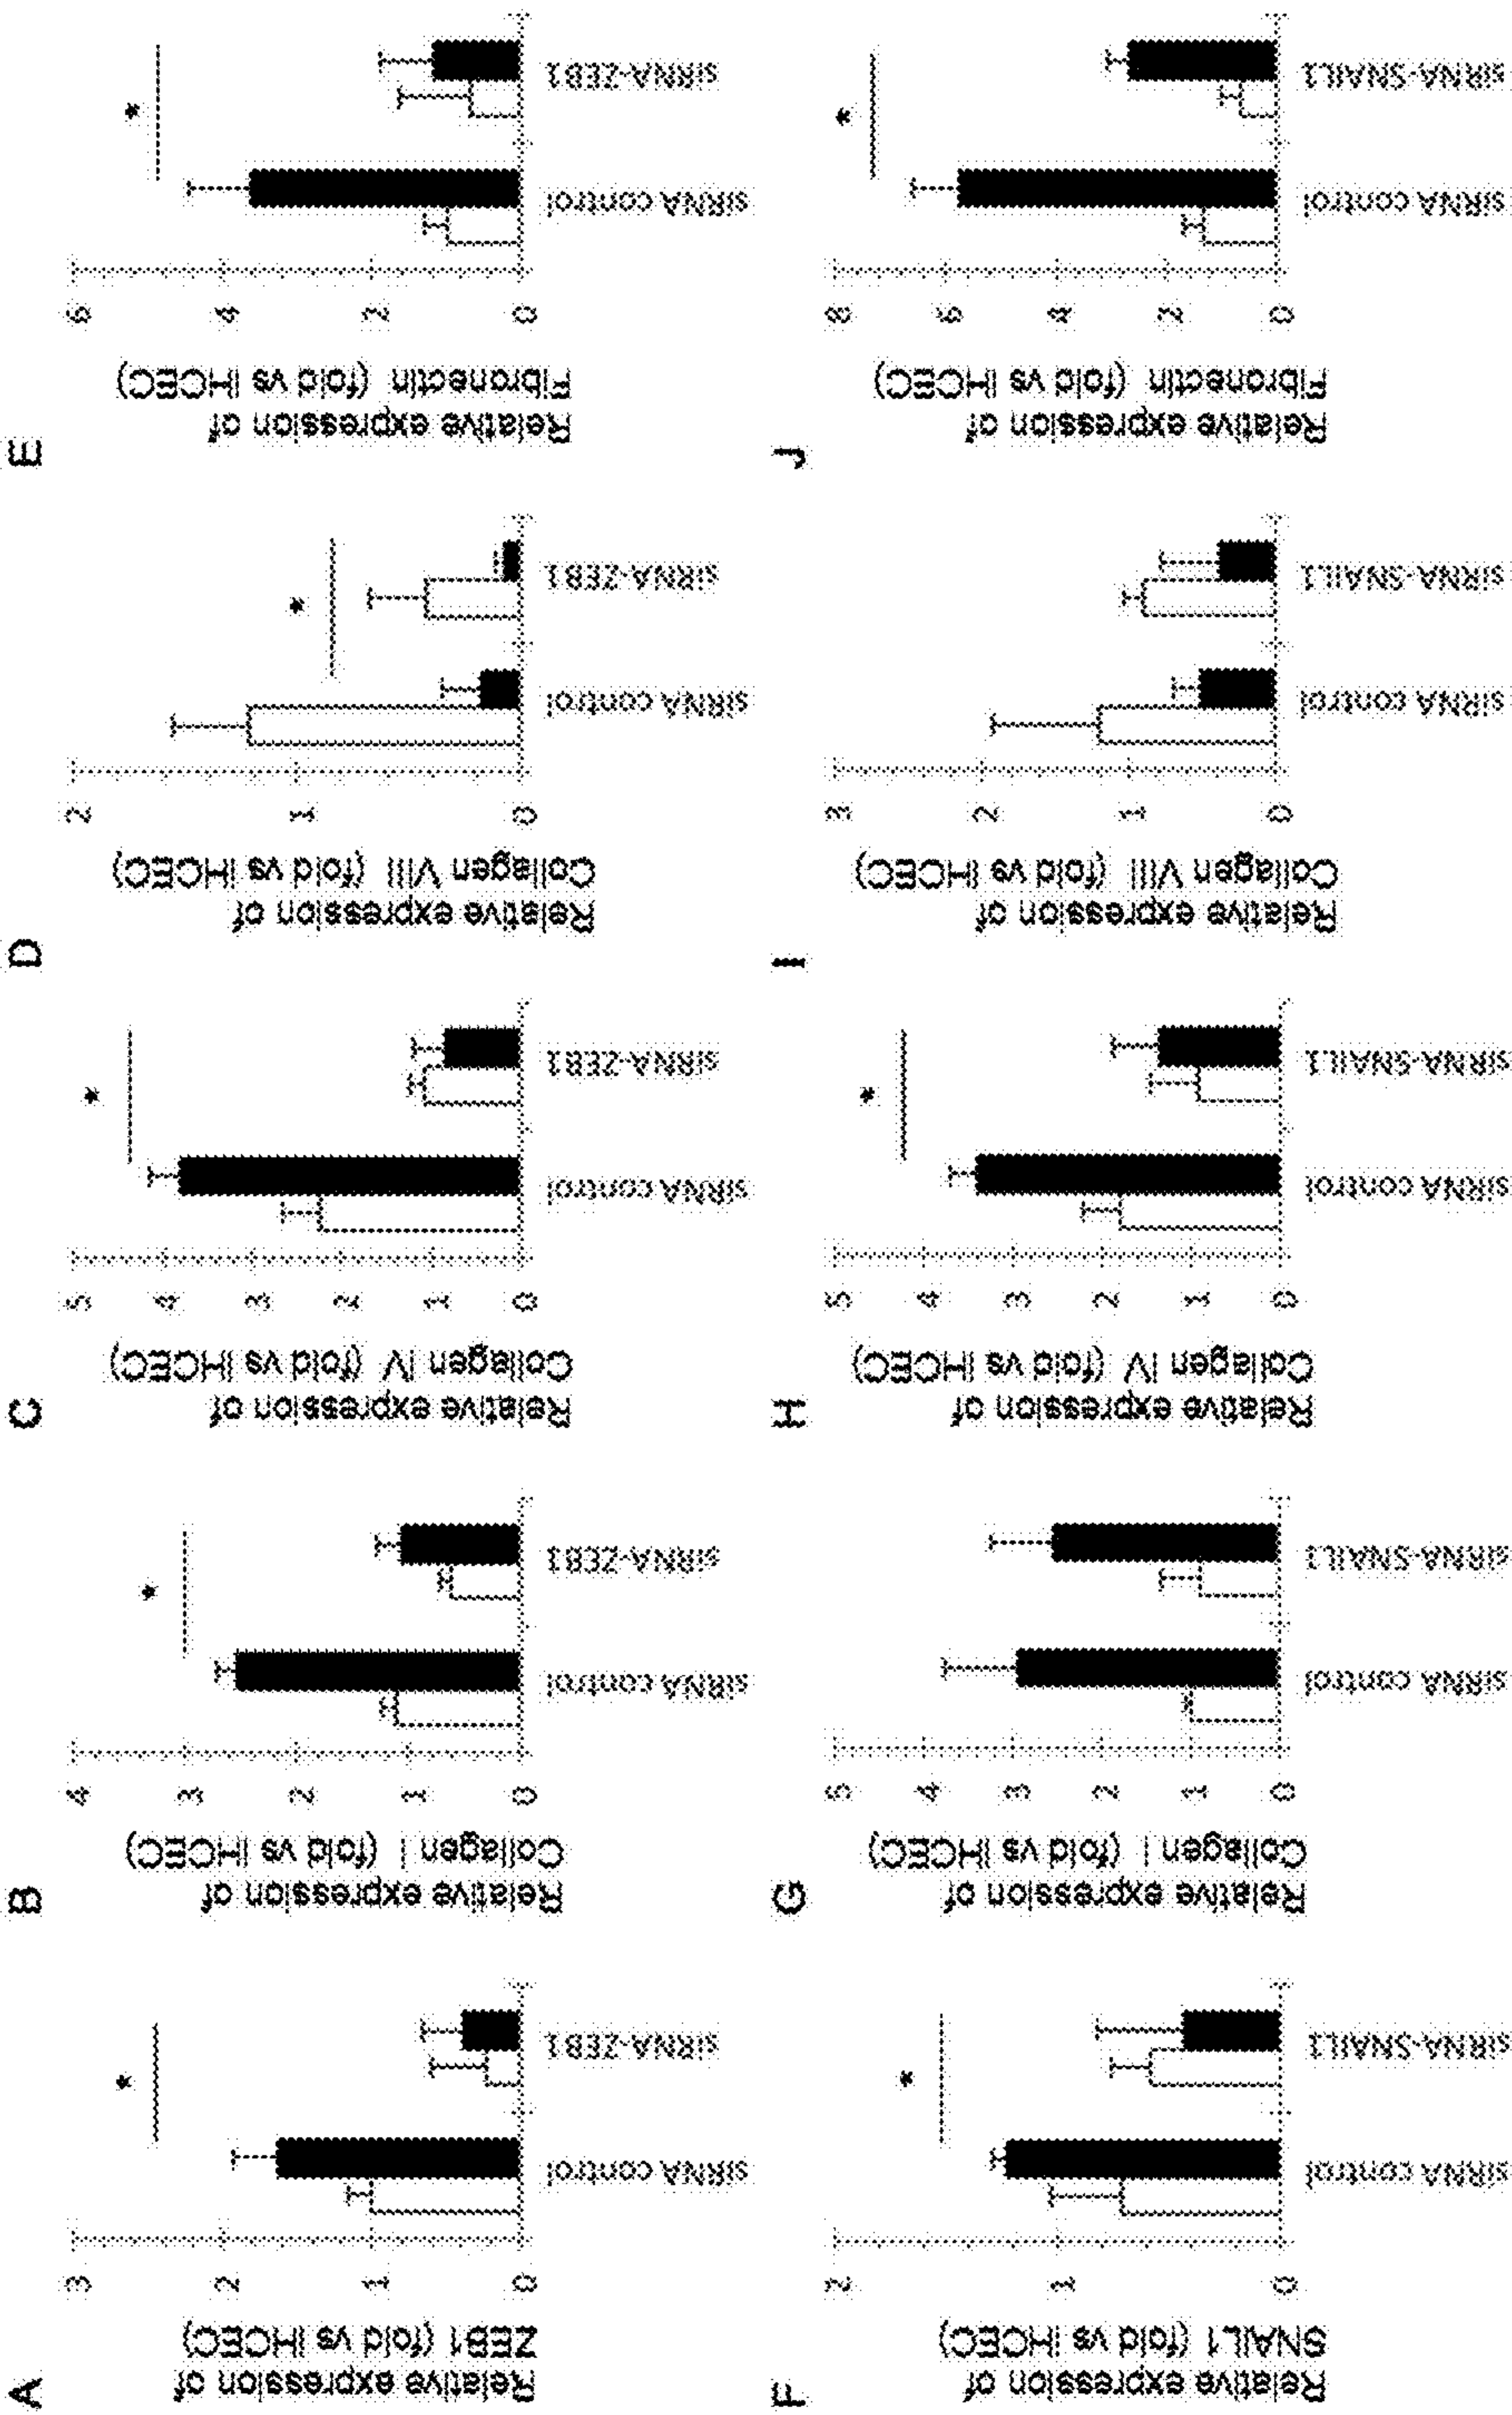 A
Relative expression of
ZEB1 (fold vs iHCEC)
3
2
1
0
siRNA control
siRNA-ZEB1
*
B
Relative expression of
Collagen I (fold vs iHCEC)
4
3
2
1
0
siRNA control
siRNA-ZEB1
*
C
Relative expression of
Collagen IV (fold vs iHCEC)
5
4
3
2
1
0
siRNA control
siRNA-ZEB1
*
D
Relative expression of
Collagen VIII (fold vs iHCEC)
2
1
0
siRNA control
siRNA-ZEB1
*
E
Relative expression of
Fibronectin (fold vs iHCEC)
6
4
2
0
siRNA control
siRNA-ZEB1
*
F
Relative expression of
SNAIL1 (fold vs iHCEC)
2
1
0
siRNA control
siRNA-SNAIL1
*
G
Relative expression of
Collagen I (fold vs iHCEC)
5
4
3
2
1
0
siRNA control
siRNA-SNAIL1
H
Relative expression of
Collagen IV (fold vs iHCEC)
5
4
3
2
1
0
siRNA control
siRNA-SNAIL1
*
I
Relative expression of
Collagen VIII (fold vs iHCEC)
3
2
1
0
siRNA control
siRNA-SNAIL1
J
Relative expression of
Fibronectin (fold vs iHCEC)
8
6
4
2
0
siRNA control
siRNA-SNAIL1
*